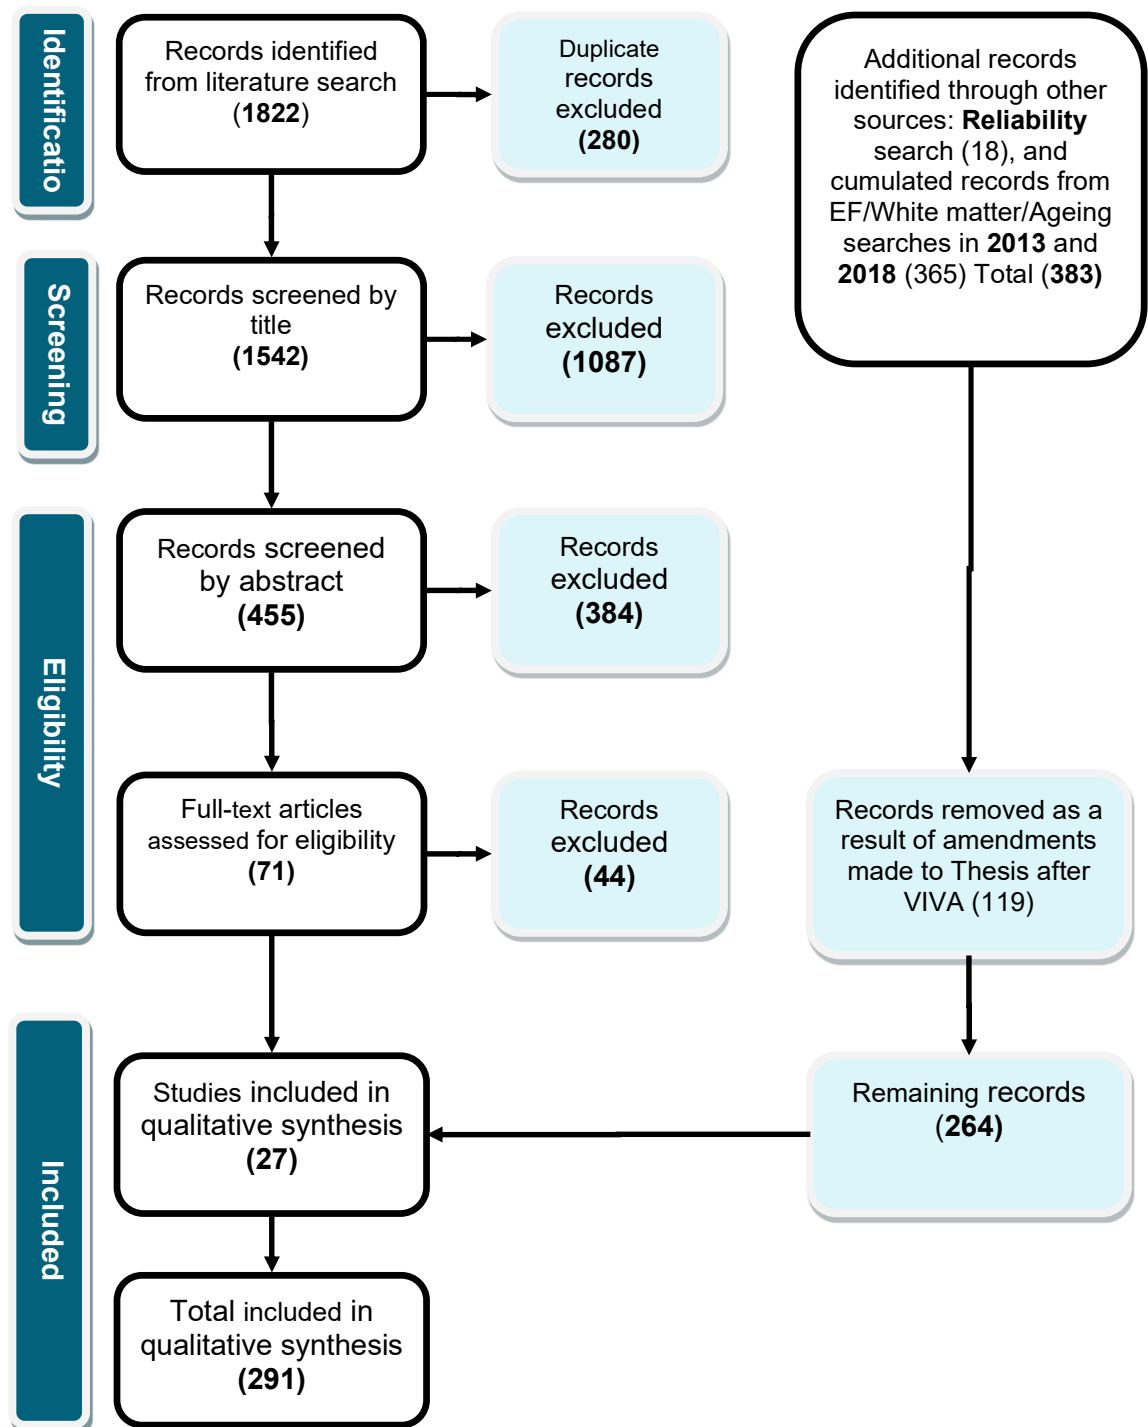 Identificatio
Records identified
from literature search
(1822)
Duplicate
records
excluded
(280)
Additional records
identified through other
sources: Reliability
search (18), and
cumulated records from
EF/White matter/Ageing
searches in 2013 and
2018 (365) Total (383)
Screening
Records screened by
title
(1542)
Records
excluded
(1087)
Eligibility
Records screened
by abstract
(455)
Records
excluded
(384)
Full-text articles
assessed for eligibility
(71)
Records
excluded
(44)
Records removed as a
result of amendments
made to Thesis after
VIVA (119)
Included
Studies included in
qualitative synthesis
(27)
Remaining records
(264)
Total included in
qualitative synthesis
(291)